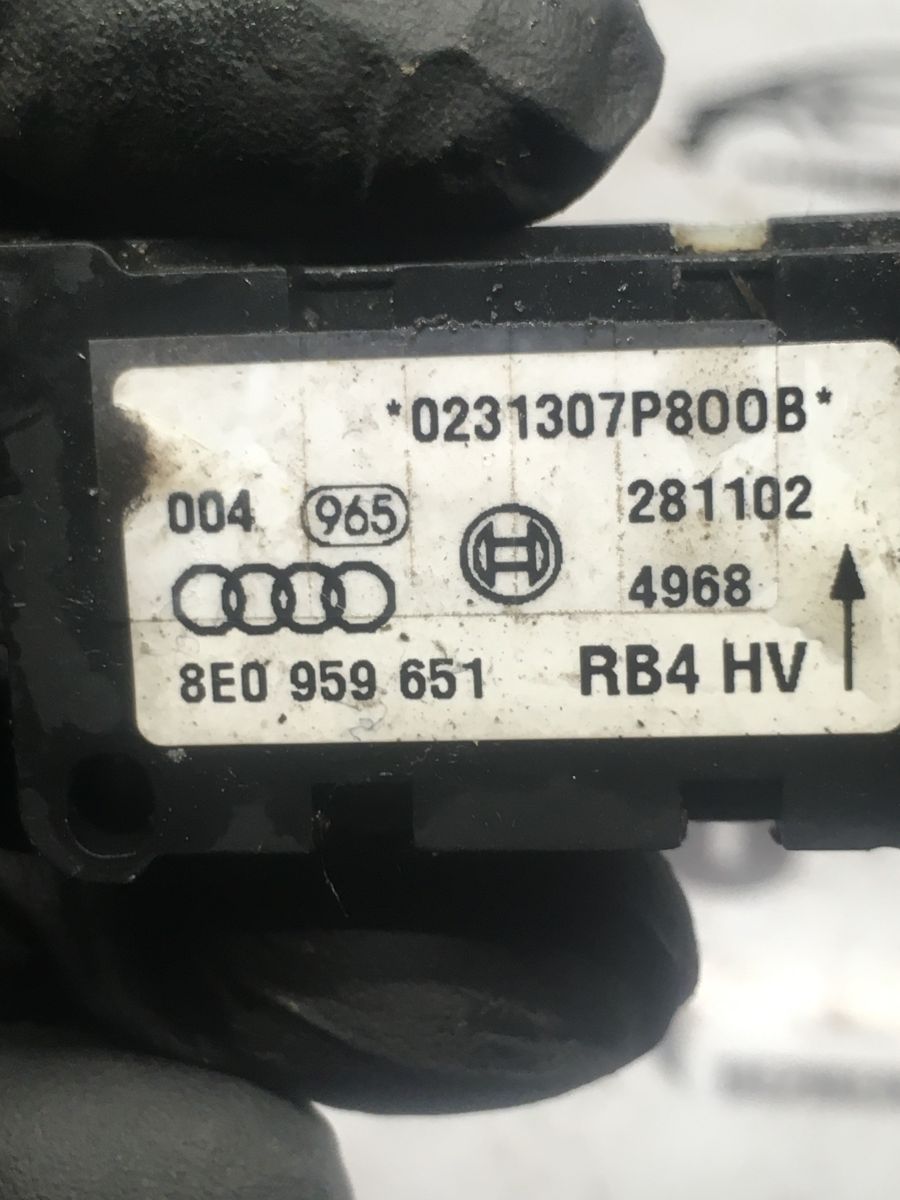 *0231307P800B*
004 965 281102
4968
8E0 959 651 RB4 HV